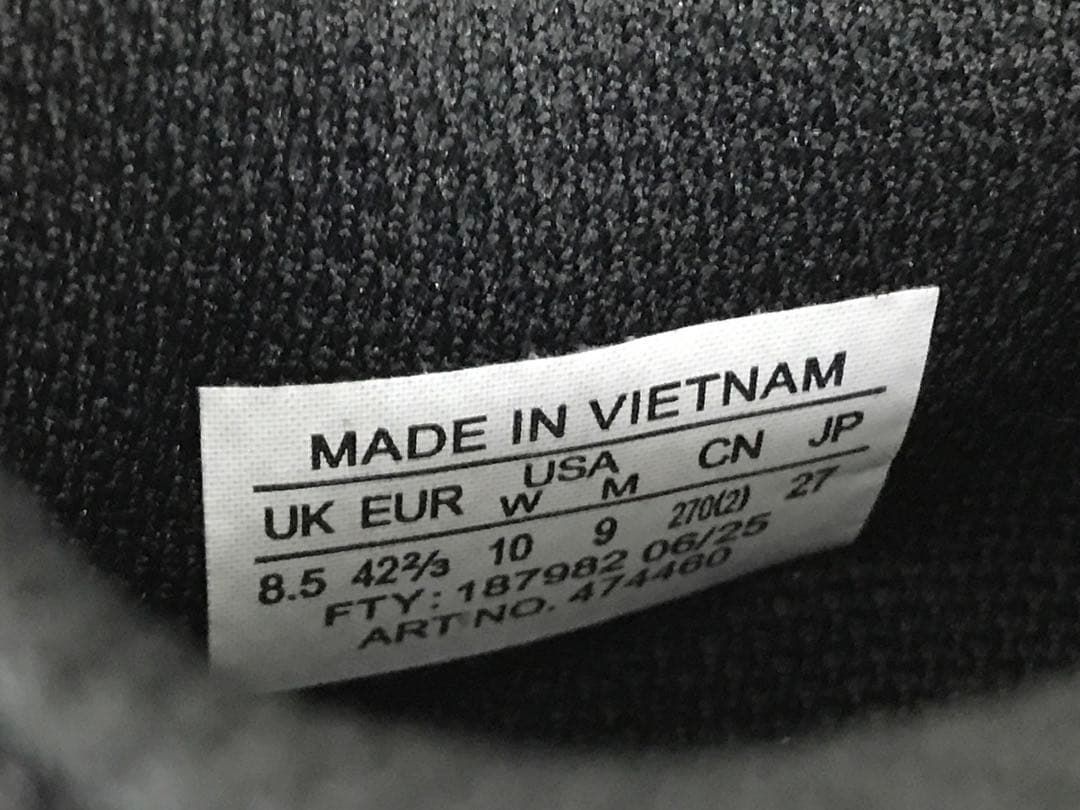 MADE IN VIETNAM
UK EUR USA CN JP
W M
8.5 42⅔ 10 9 270(2) 27
FTY: 187982 06/25
ART NO. 474460